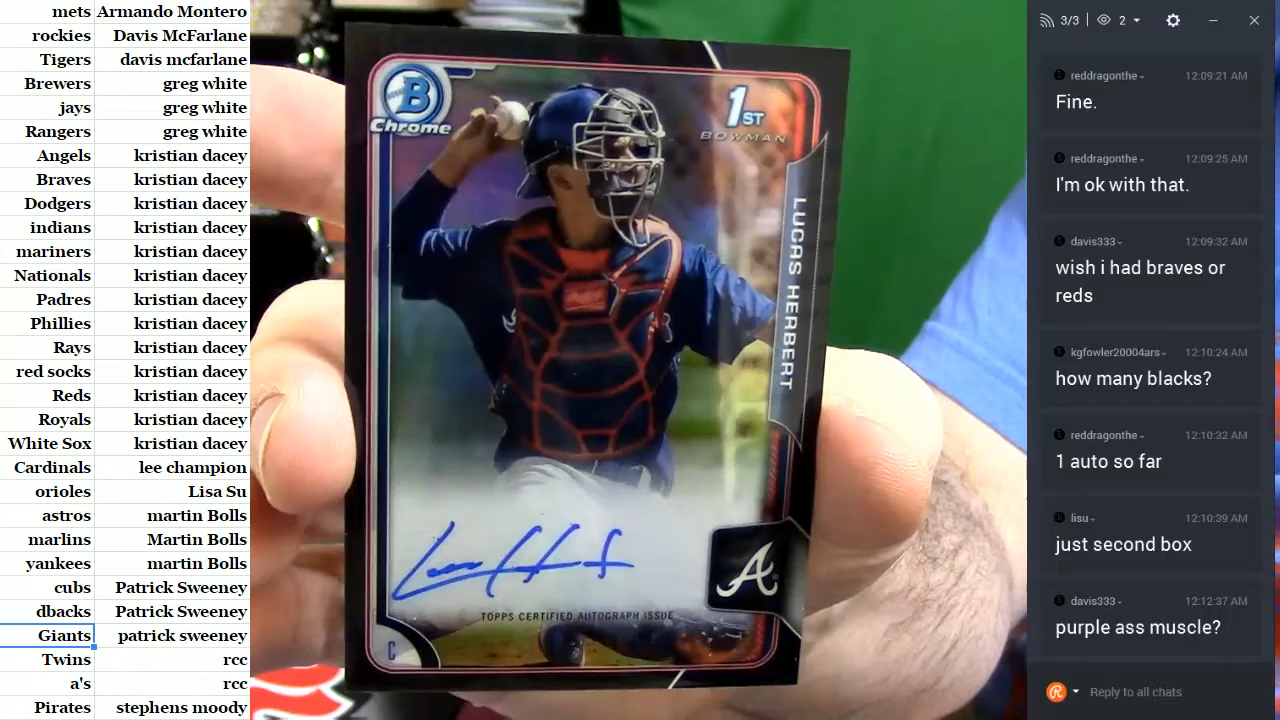 mets Armando Montero
rockies Davis McFarlane
Tigers davis mcfarlane
Brewers greg white
jays greg white
Rangers greg white
Angels kristian dacey
Braves kristian dacey
Dodgers kristian dacey
indians kristian dacey
mariners kristian dacey
Nationals kristian dacey
Padres kristian dacey
Phillies kristian dacey
Rays kristian dacey
red socks kristian dacey
Reds kristian dacey
Royals kristian dacey
White Sox kristian dacey
Cardinals lee champion
orioles Lisa Su
astros martin Bolls
marlins Martin Bolls
yankees martin Bolls
cubs Patrick Sweeney
dbacks Patrick Sweeney
Giants patrick sweeney
Twins rcc
a's rcc
Pirates stephens moody
B
Chrome
1ST
BOWMAN
LUCAS HERBERT
A
TOPPS CERTIFIED AUTOGRAPH ISSUE
C
3/3 2
reddragonthe 12:09:21 AM
Fine.
reddragonthe 12:09:25 AM
I'm ok with that.
davis333 12:09:32 AM
wish i had braves or
reds
kgfowler20004ars 12:10:24 AM
how many blacks?
reddragonthe 12:10:32 AM
1 auto so far
lisu 12:10:39 AM
just second box
davis333 12:12:37 AM
purple ass muscle?
Reply to all chats